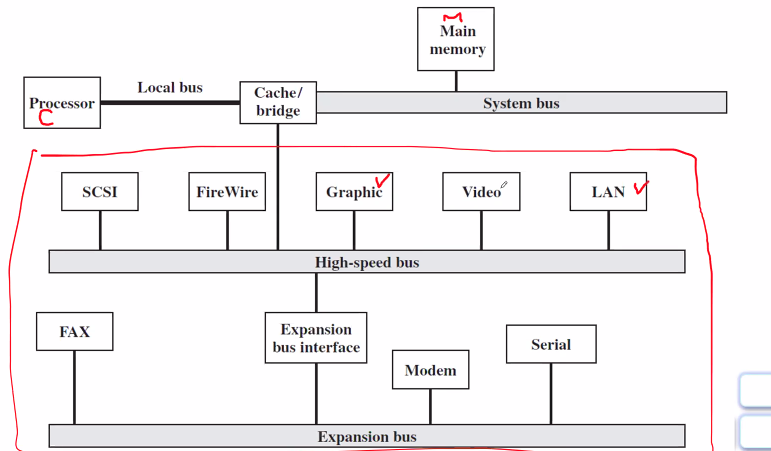 Main
memory
Local bus
Cache/
bridge
Processor
C
System bus
SCSI
FireWire
Graphic
Video
LAN
High-speed bus
FAX
Expansion
bus interface
Modem
Serial
Expansion bus